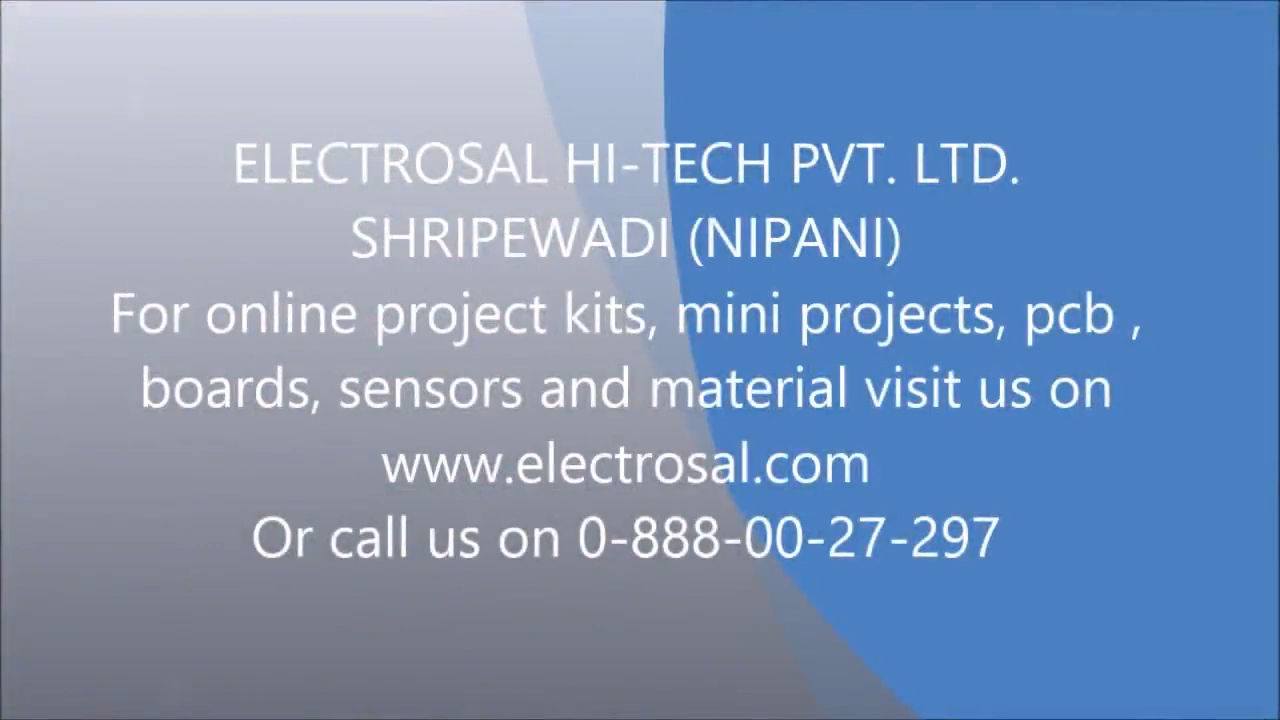 ELECTROSAL HI-TECH PVT. LTD.
SHRIPEWADI (NIPANI)
For online project kits, mini projects, pcb ,
boards, sensors and material visit us on
www.electrosal.com
Or call us on 0-888-00-27-297